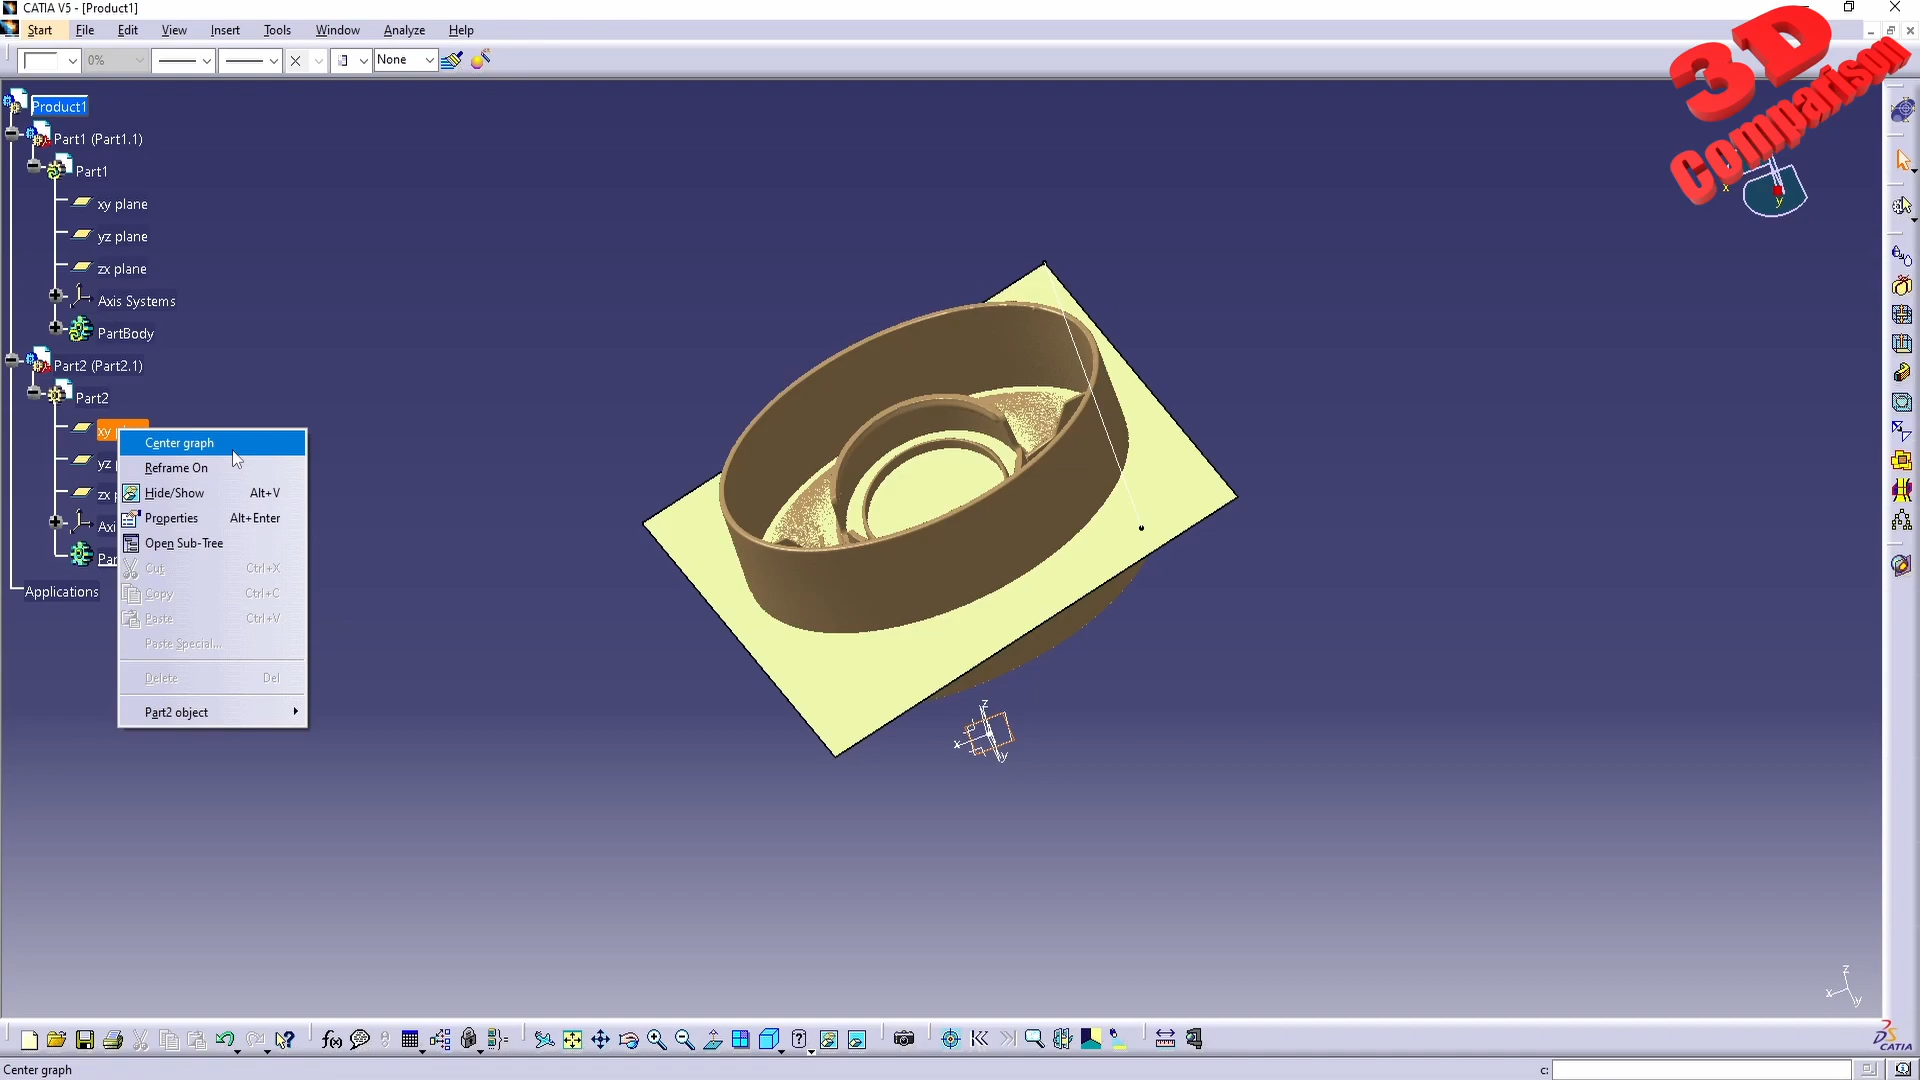 CATIA V5 - [Product1]
Start File Edit View Insert Tools Window Analyze Help
0% None
3D
Comparison
Product1
Part1 (Part1.1)
Part1
xy plane
yz plane
zx plane
Axis Systems
PartBody
Part2 (Part2.1)
Part2
xy
Center graph
yz
Reframe On
zx
Hide/Show Alt+V
Properties Alt+Enter
Axi
Open Sub-Tree
Par
Cut Ctrl+X
Applications
Copy Ctrl+C
Paste Ctrl+V
Paste Special...
Delete Del
Part2 object
x
y
z
x
y
z
x
y
f(x)
DS
CATIA
Center graph
c: